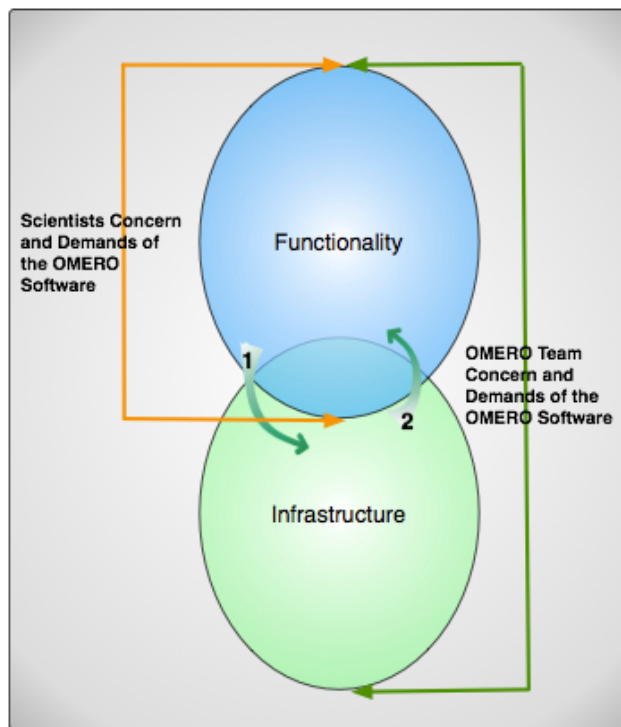 Scientists Concern
and Demands of
the OMERO
Software
Functionality
1
OMERO Team
Concern and
Demands of the
OMERO Software
2
Infrastructure